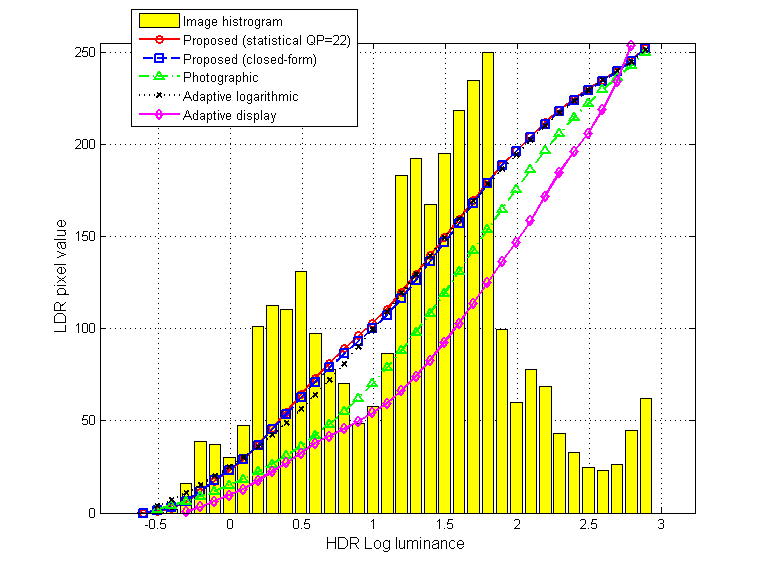 Image histrogram
Proposed (statistical QP=22)
Proposed (closed-form)
Photographic
Adaptive logarithmic
Adaptive display
250
200
150
100
50
0
LDR pixel value
-0.5 0 0.5 1 1.5 2 2.5 3
HDR Log luminance